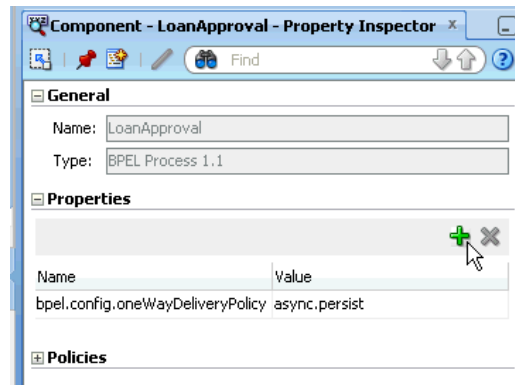 Component - LoanApproval - Property Inspector
Find
General
Name: LoanApproval
Type: BPEL Process 1.1
Properties
Name Value
bpel.config.oneWayDeliveryPolicy async.persist
Policies